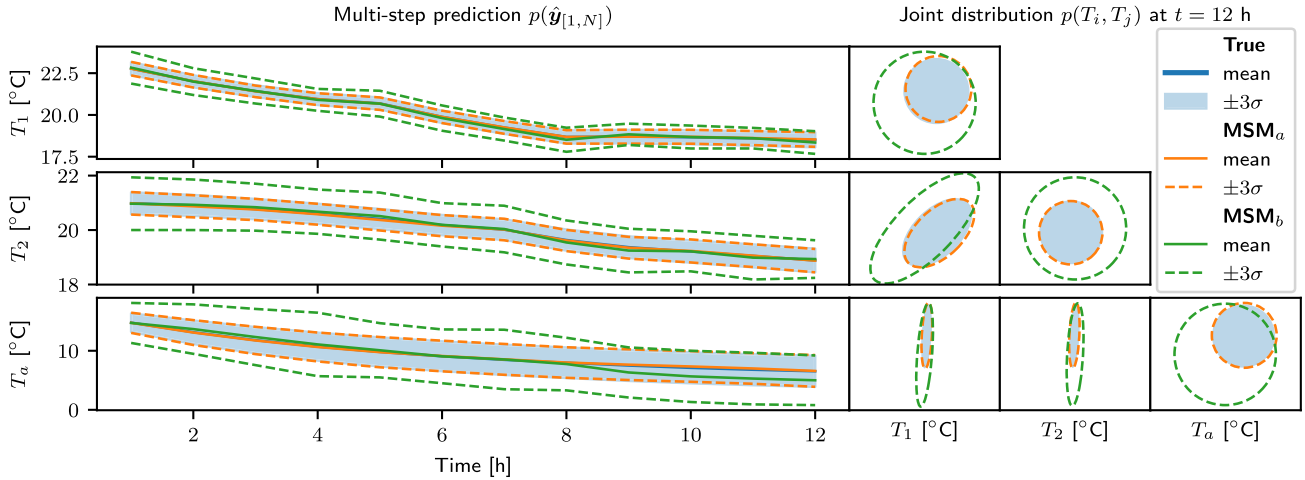 Multi-step prediction p(ŷ[1,N])
Joint distribution p(Ti, Tj) at t = 12 h
T1 [°C]
22.5
20.0
17.5
T2 [°C]
22
20
18
Ta [°C]
10
0
2
4
6
8
10
12
Time [h]
T1 [°C]
T2 [°C]
Ta [°C]
True
mean
±3σ
MSMa
mean
±3σ
MSMb
mean
±3σ